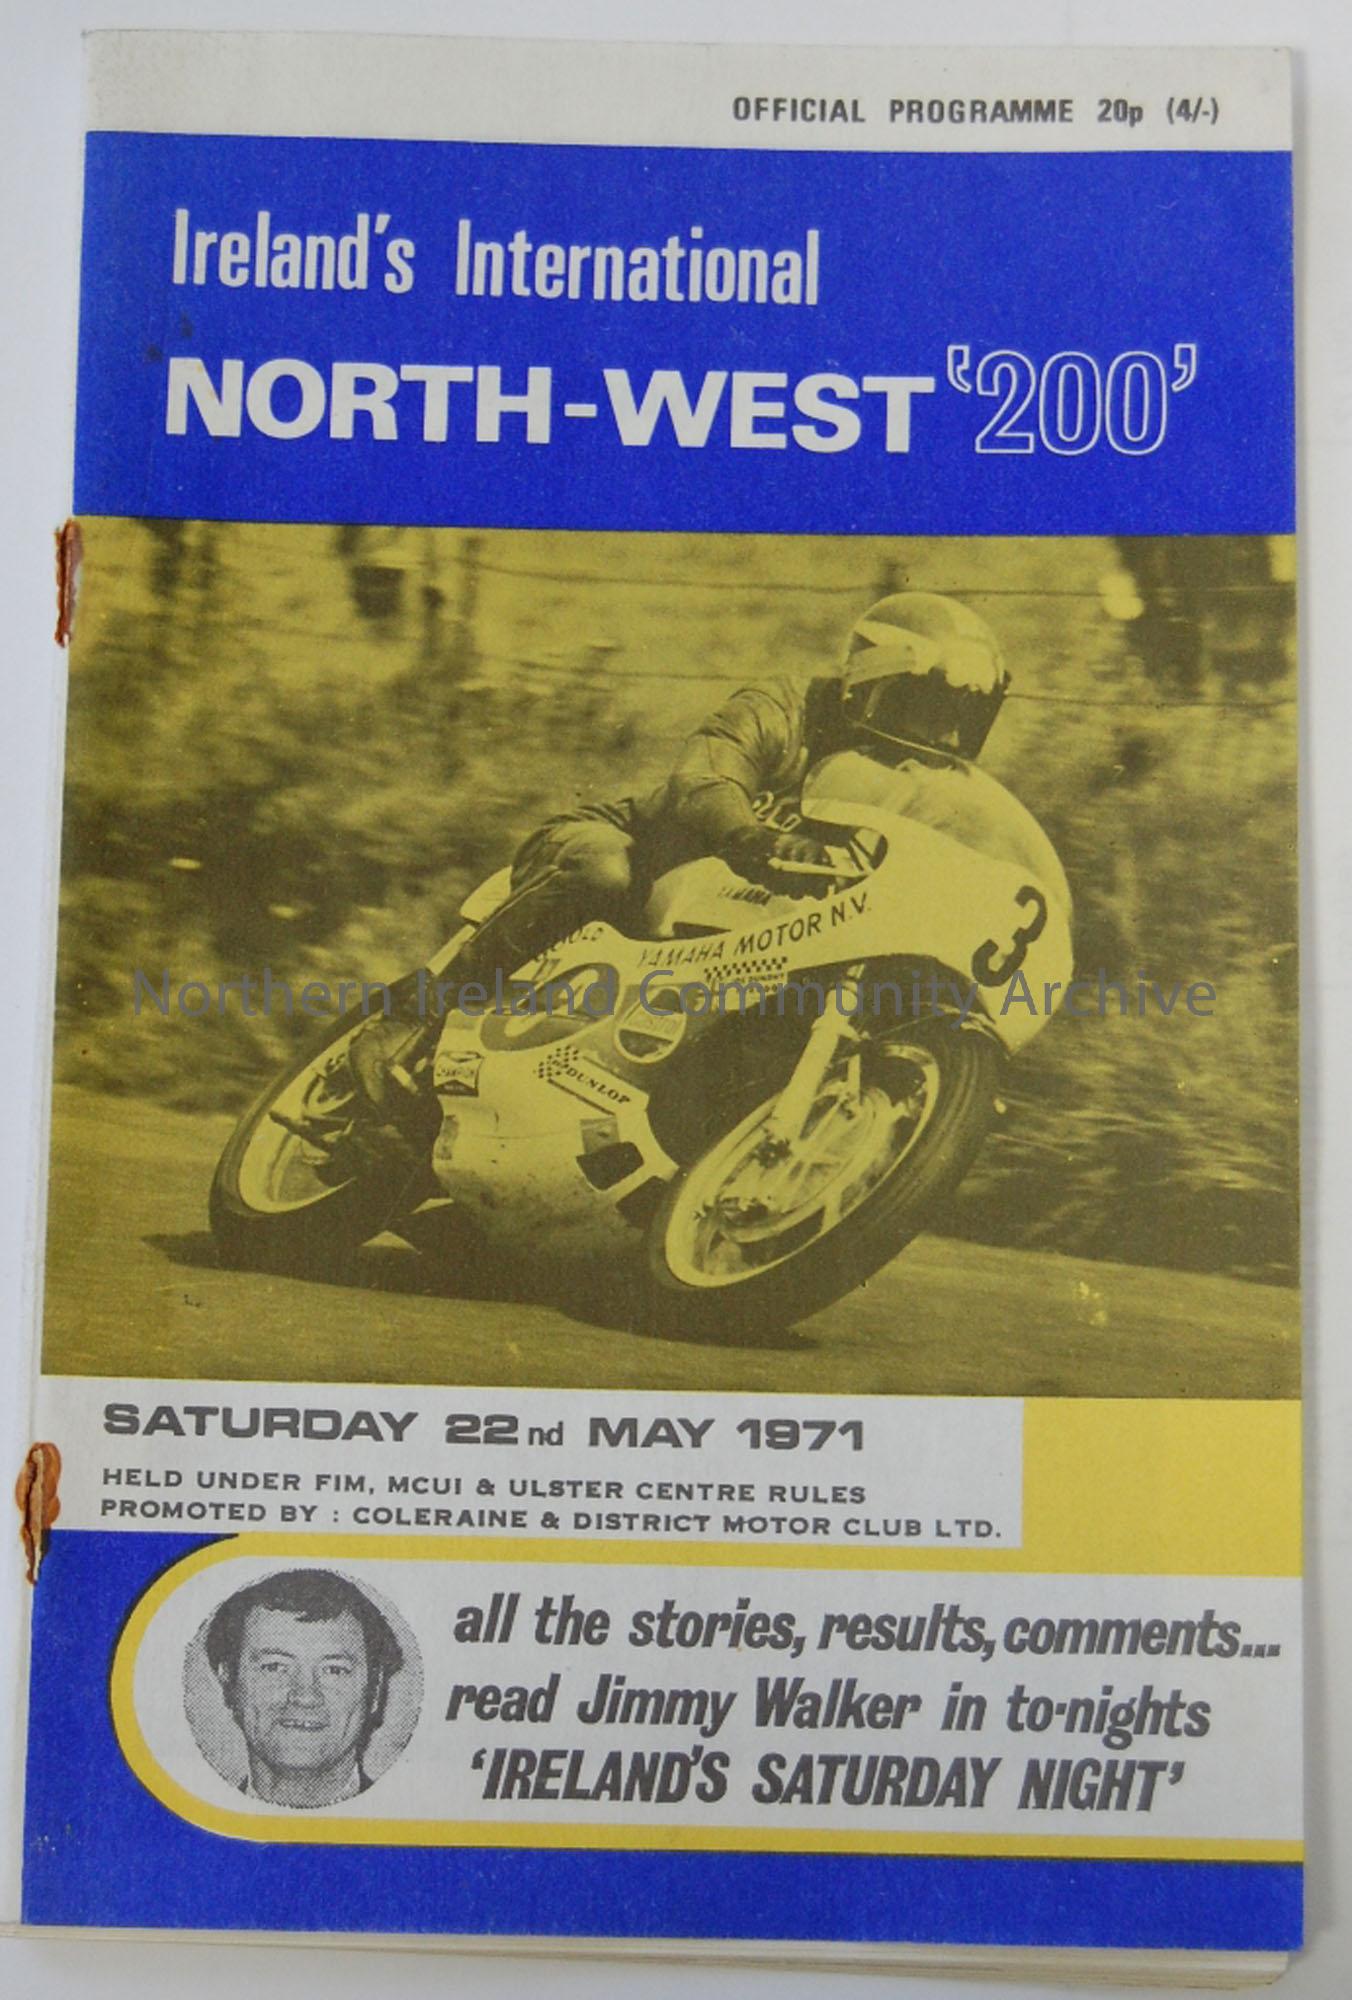 OFFICIAL PROGRAMME 20p (4/-)
Ireland's International
NORTH-WEST '200'
YAMAHA
YAMAHA MOTOR N.V.
3
DUNLOP
Northern Ireland Community Archive
SATURDAY 22nd MAY 1971
HELD UNDER FIM, MCUI & ULSTER CENTRE RULES
PROMOTED BY : COLERAINE & DISTRICT MOTOR CLUB LTD.
all the stories, results, comments...
read Jimmy Walker in to-nights
'IRELAND'S SATURDAY NIGHT'